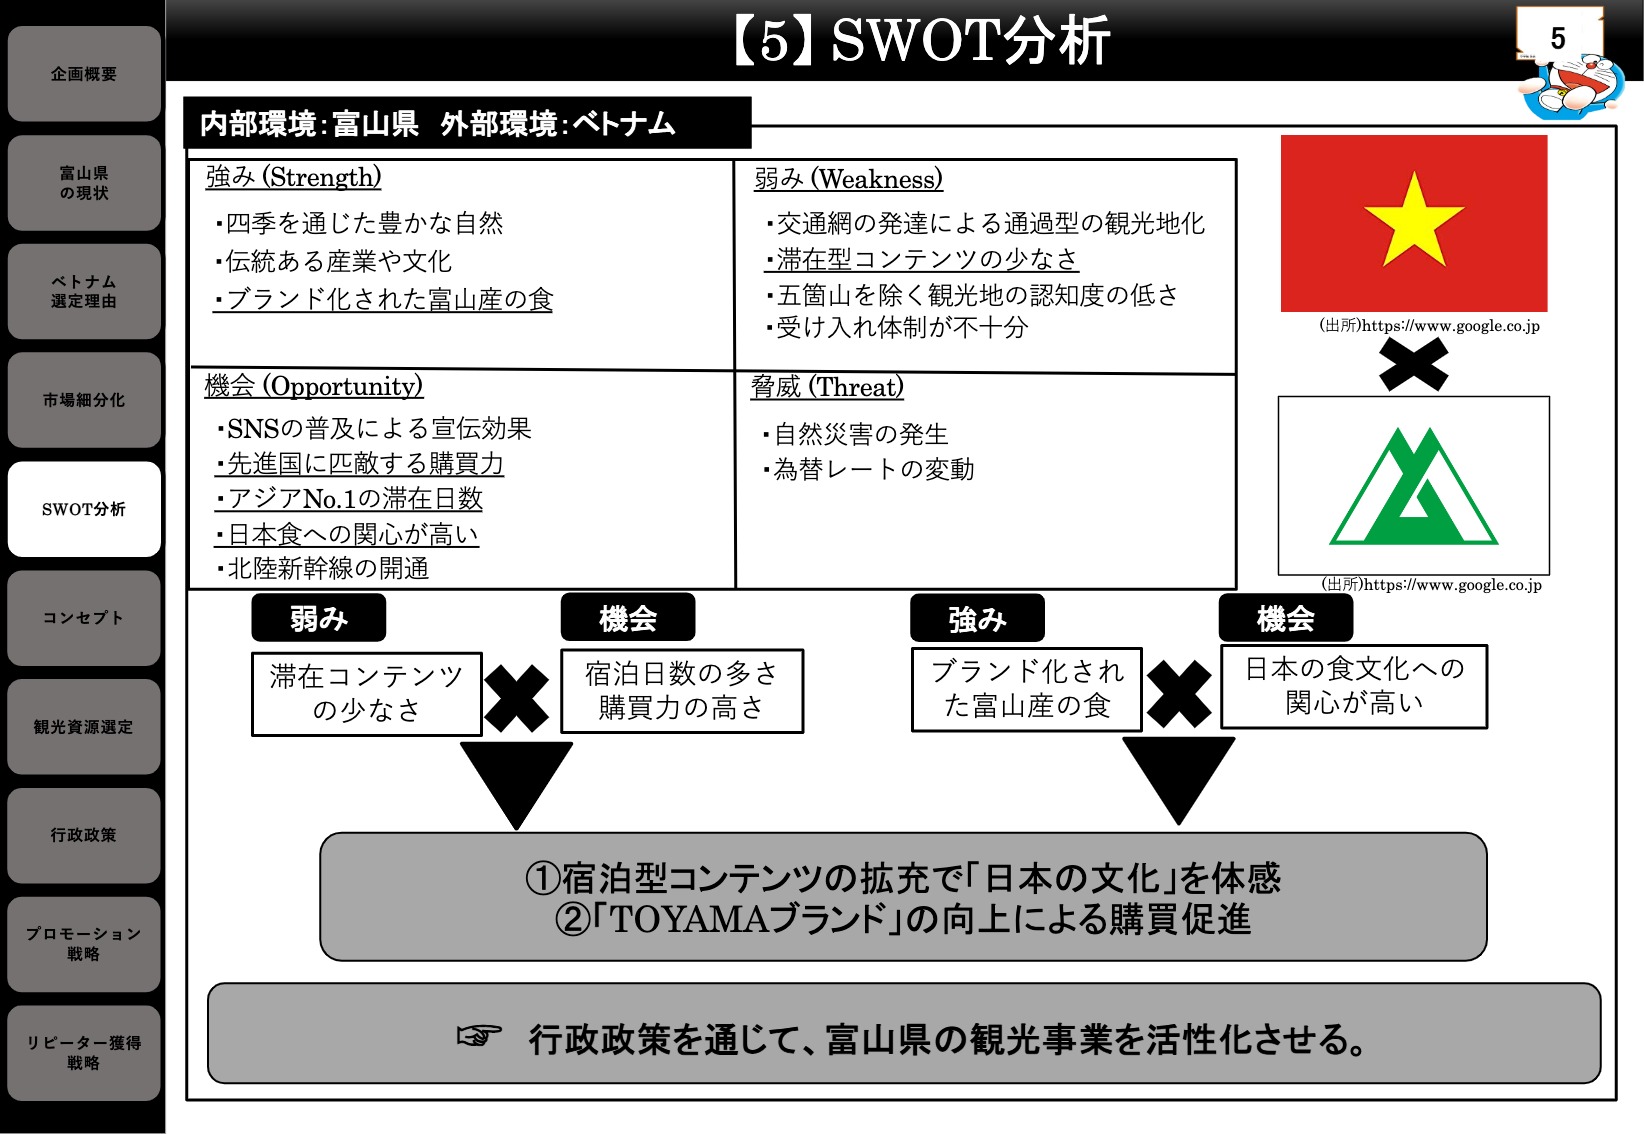 企画概要
富山県
の現状
ベトナム
選定理由
市場細分化
SWOT分析
コンセプト
観光資源選定
行政政策
プロモーション
戦略
リピーター獲得
戦略
【5】SWOT分析
5
内部環境:富山県　外部環境:ベトナム
強み (Strength)
・四季を通じた豊かな自然
・伝統ある産業や文化
・ブランド化された富山産の食
弱み (Weakness)
・交通網の発達による通過型の観光地化
・滞在型コンテンツの少なさ
・五箇山を除く観光地の認知度の低さ
・受け入れ体制が不十分
機会 (Opportunity)
・SNSの普及による宣伝効果
・先進国に匹敵する購買力
・アジアNo.1の滞在日数
・日本食への関心が高い
・北陸新幹線の開通
脅威 (Threat)
・自然災害の発生
・為替レートの変動
(出所)https://www.google.co.jp
(出所)https://www.google.co.jp
弱み
機会
滞在コンテンツ
の少なさ
宿泊日数の多さ
購買力の高さ
強み
機会
ブランド化され
た富山産の食
日本の食文化への
関心が高い
①宿泊型コンテンツの拡充で「日本の文化」を体感
②「TOYAMAブランド」の向上による購買促進
☞　行政政策を通じて、富山県の観光事業を活性化させる。